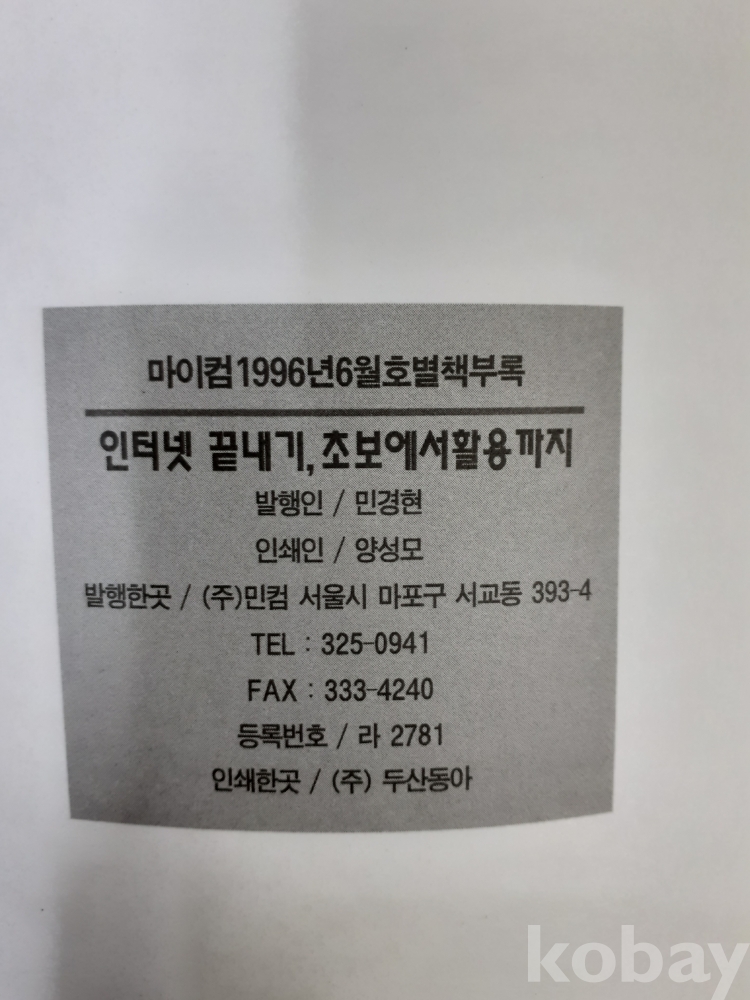 마이컴1996년6월호별책부록
인터넷 끝내기,초보에서활용까지
발행인 / 민경현
인쇄인 / 양성모
발행한곳 / (주)민컴 서울시 마포구 서교동 393-4
TEL : 325-0941
FAX : 333-4240
등록번호 / 라 2781
인쇄한곳 / (주) 두산동아
kobay